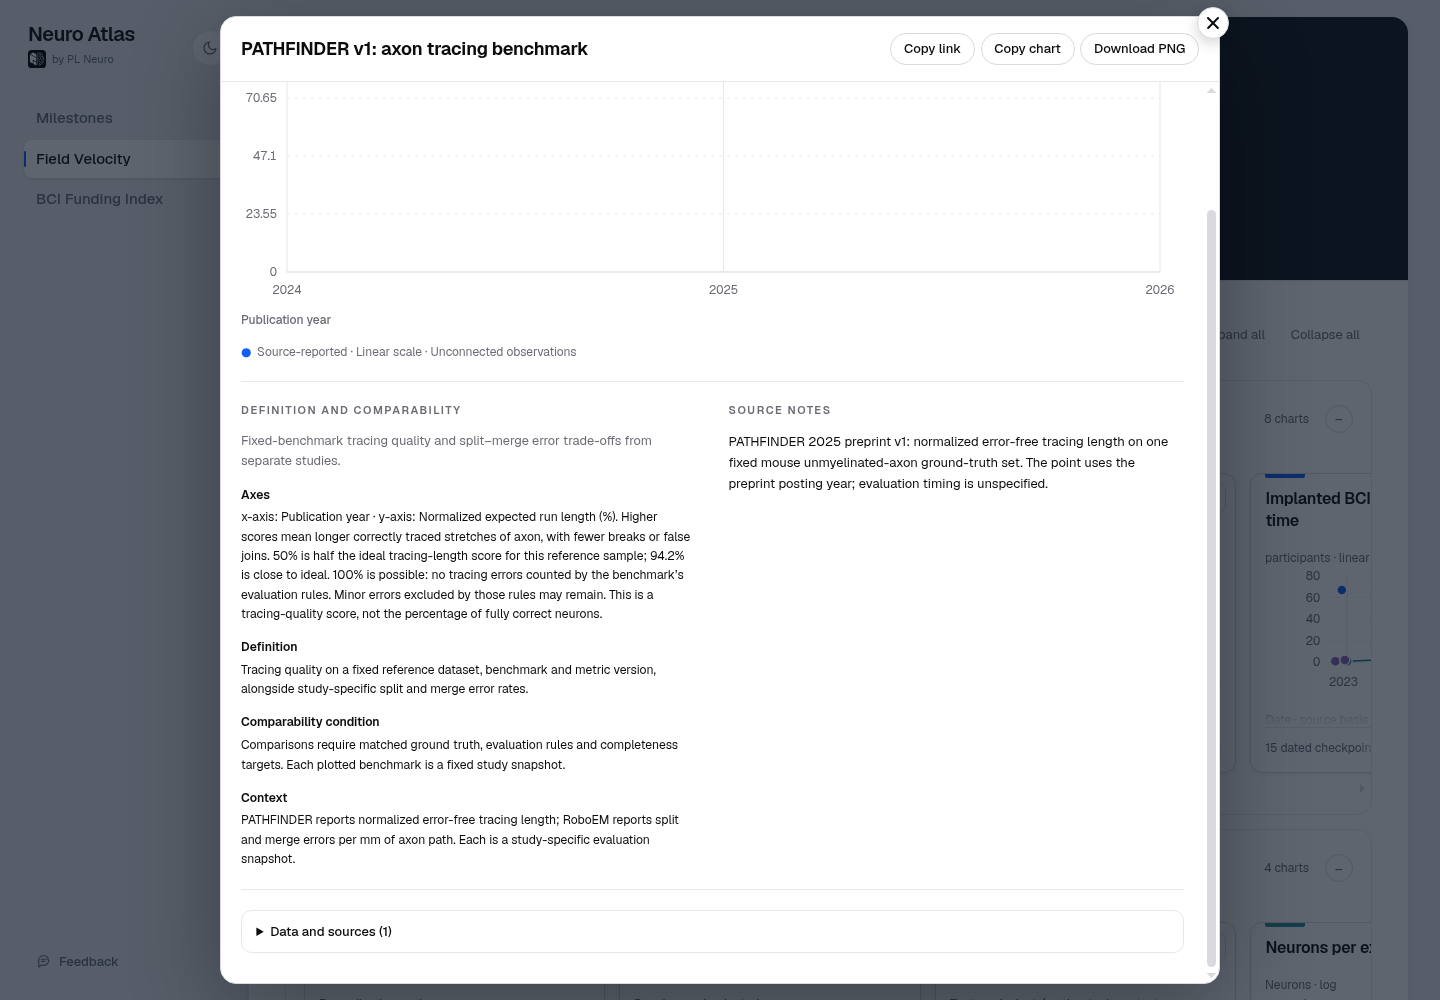 Neuro Atlas
by PL Neuro
Milestones
Field Velocity
BCI Funding Index
Feedback
PATHFINDER v1: axon tracing benchmark
Copy link
Copy chart
Download PNG
70.65
47.1
23.55
0
2024
2025
2026
Publication year
Source-reported · Linear scale · Unconnected observations
DEFINITION AND COMPARABILITY
Fixed-benchmark tracing quality and split–merge error trade-offs from
separate studies.
Axes
x-axis: Publication year · y-axis: Normalized expected run length (%). Higher
scores mean longer correctly traced stretches of axon, with fewer breaks or false
joins. 50% is half the ideal tracing-length score for this reference sample; 94.2%
is close to ideal. 100% is possible: no tracing errors counted by the benchmark's
evaluation rules. Minor errors excluded by those rules may remain. This is a
tracing-quality score, not the percentage of fully correct neurons.
Definition
Tracing quality on a fixed reference dataset, benchmark and metric version,
alongside study-specific split and merge error rates.
Comparability condition
Comparisons require matched ground truth, evaluation rules and completeness
targets. Each plotted benchmark is a fixed study snapshot.
Context
PATHFINDER reports normalized error-free tracing length; RoboEM reports split
and merge errors per mm of axon path. Each is a study-specific evaluation
snapshot.
SOURCE NOTES
PATHFINDER 2025 preprint v1: normalized error-free tracing length on one
fixed mouse unmyelinated-axon ground-truth set. The point uses the
preprint posting year; evaluation timing is unspecified.
Data and sources (1)
pand all
Collapse all
8 charts
Implanted BCI
time
participants · linear
80
60
40
20
0
2023
Date · source basis
15 dated checkpoin
4 charts
Neurons per e
Neurons · log